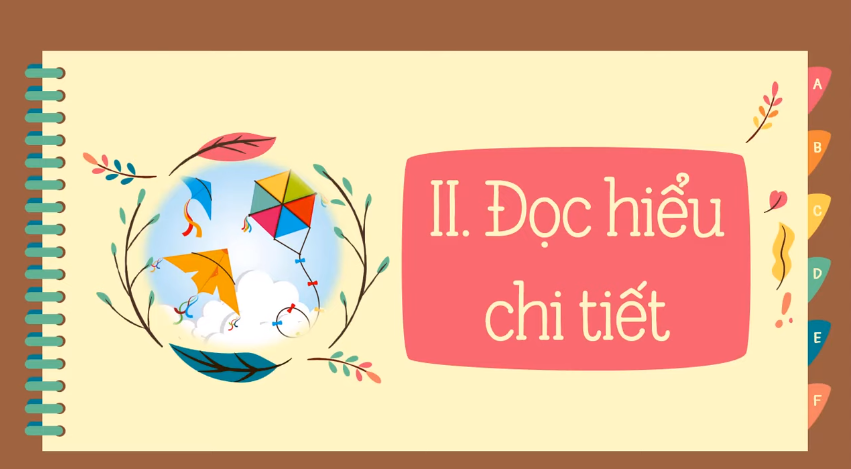 II. Đọc hiểu
chi tiết
A
B
C
D
E
F